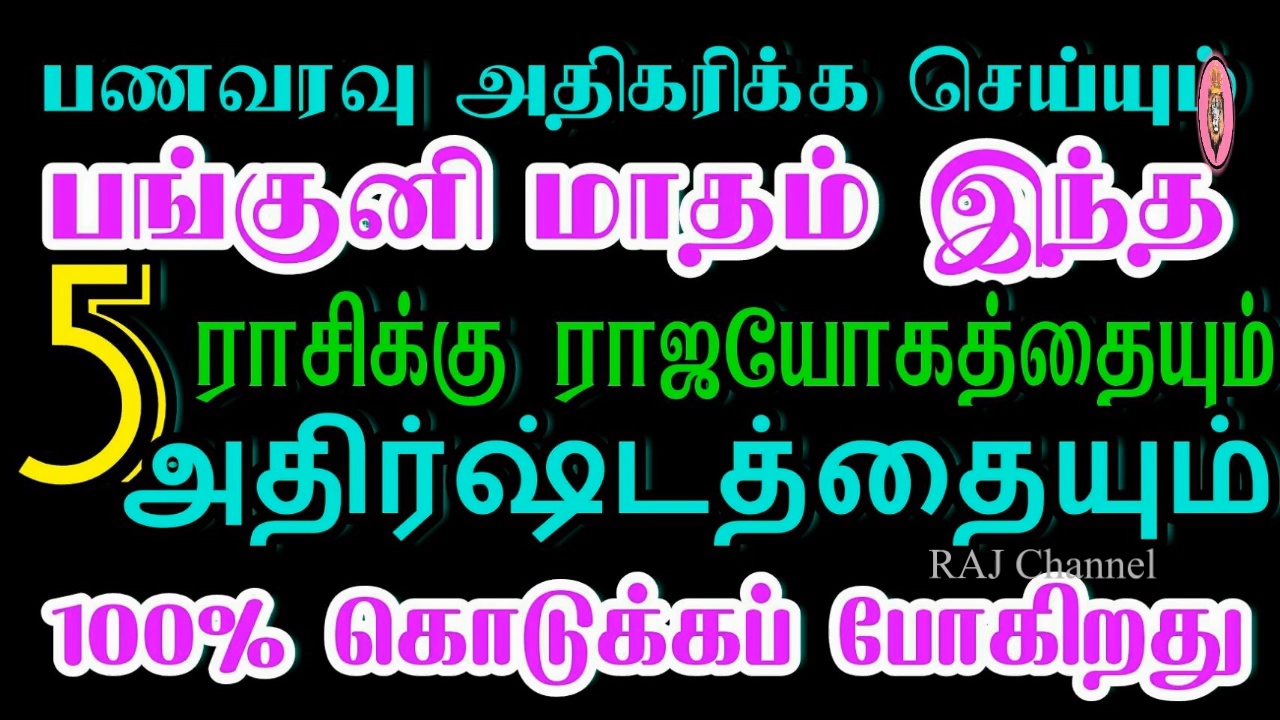 பணவரவு அதிகரிக்க செய்யும்
பங்குனி மாதம் இந்த
5 ராசிக்கு ராஜயோகத்தையும்
அதிர்ஷ்டத்தையும்
RAJ Channel
100% கொடுக்கப் போகிறது